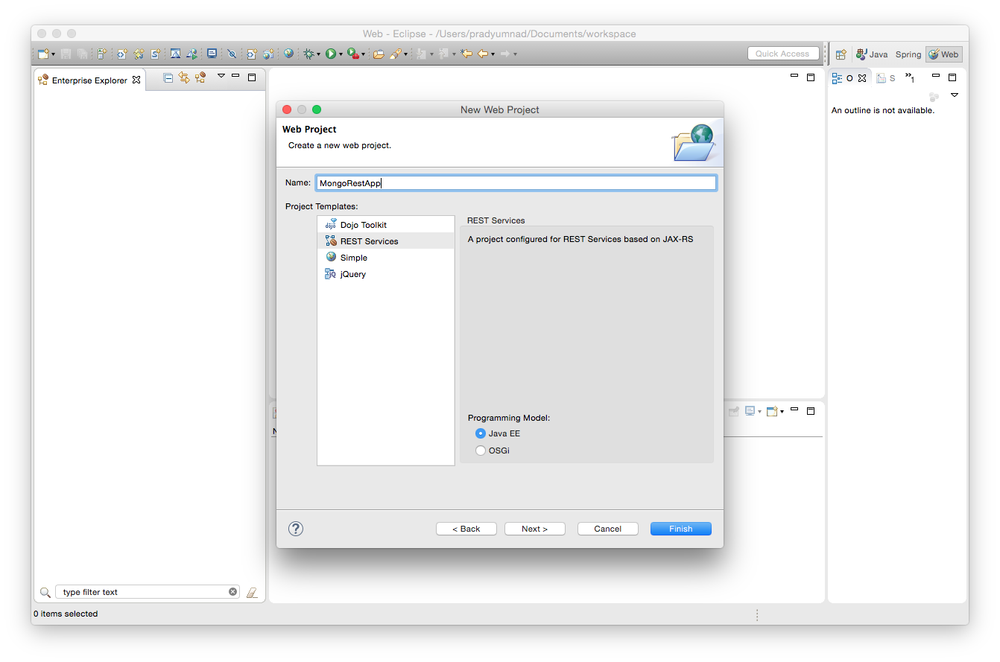 Web - Eclipse - /Users/pradyumnad/Documents/workspace
Quick Access
Java
Spring
Web
Enterprise Explorer
O
S
»1
An outline is not available.
New Web Project
Web Project
Create a new web project.
Name:
MongoRestApp
Project Templates:
dojo
Dojo Toolkit
REST Services
Simple
jQuery
REST Services
A project configured for REST Services based on JAX-RS
Programming Model:
Java EE
OSGi
N
?
< Back
Next >
Cancel
Finish
type filter text
0 items selected